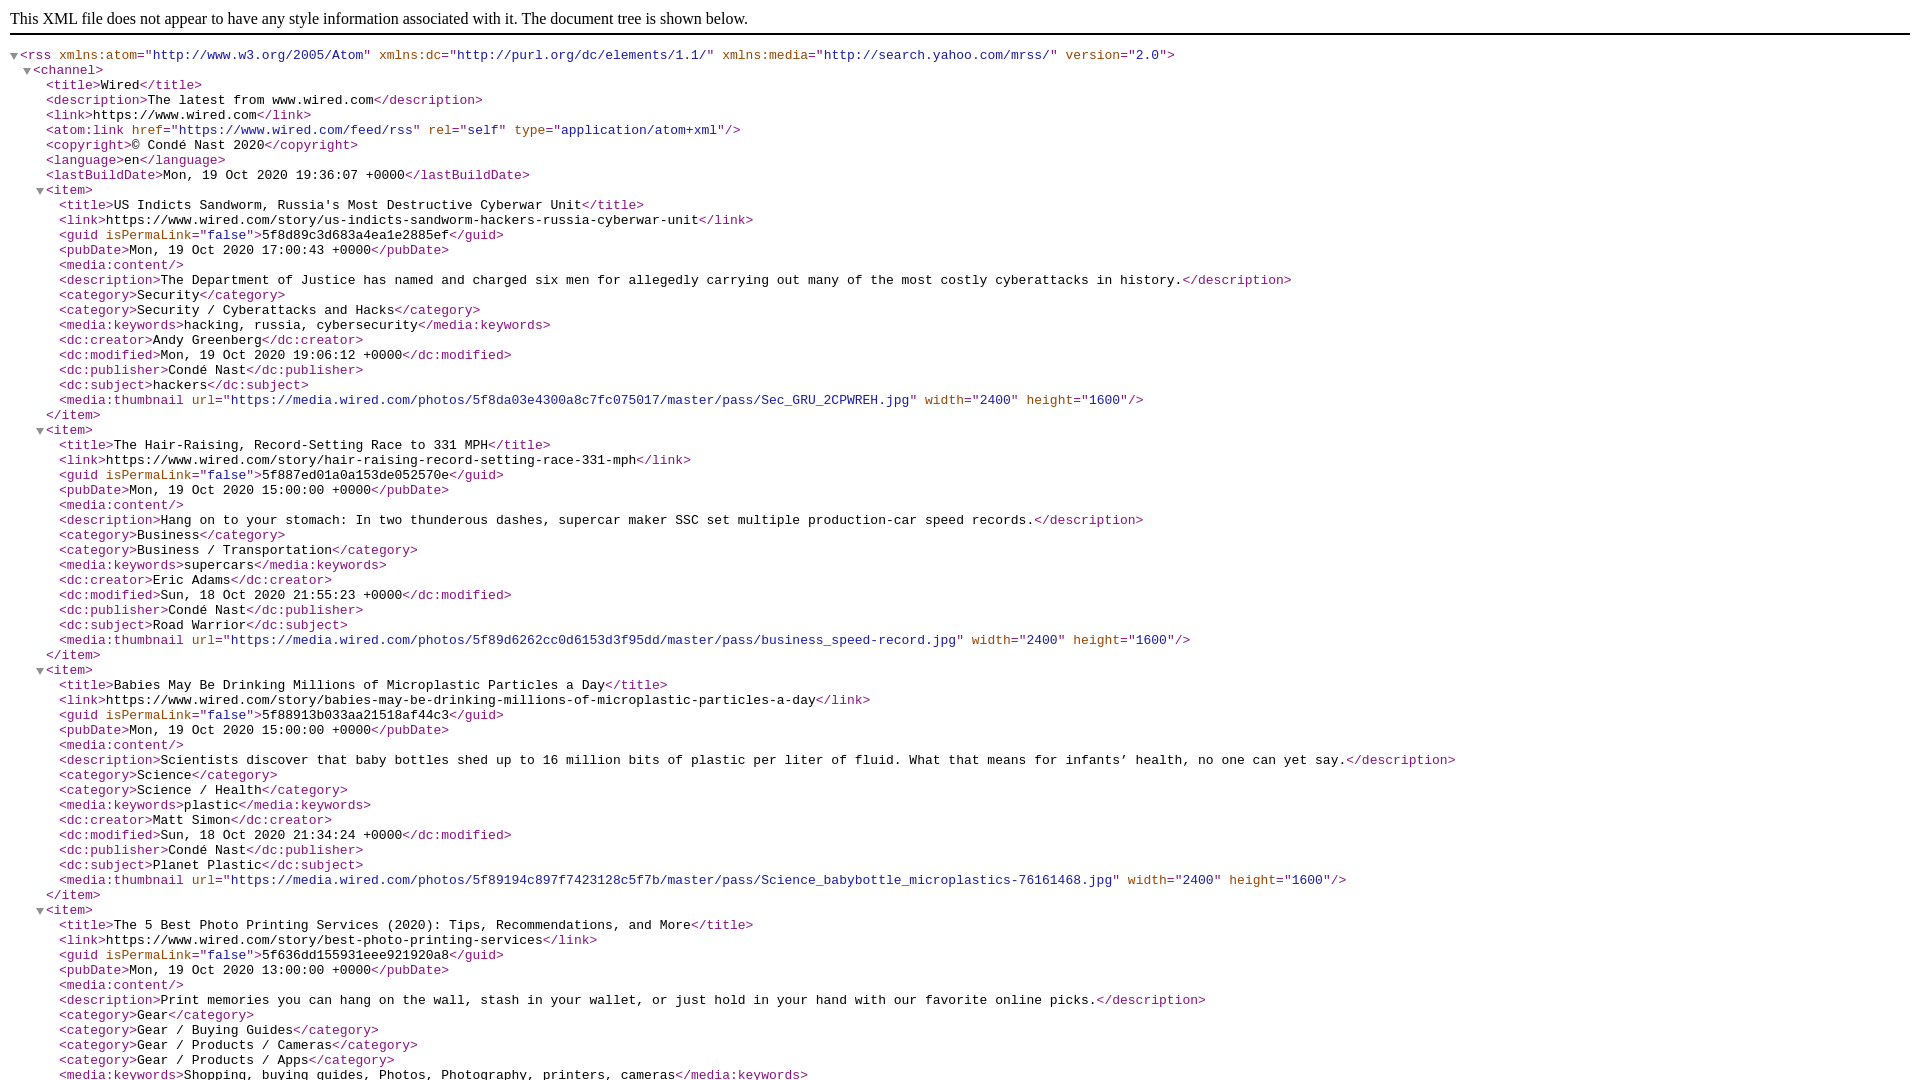 This XML file does not appear to have any style information associated with it. The document tree is shown below.
<rss xmlns:atom="http://www.w3.org/2005/Atom" xmlns:dc="http://purl.org/dc/elements/1.1/" xmlns:media="http://search.yahoo.com/mrss/" version="2.0">
<channel>
<title>Wired</title>
<description>The latest from www.wired.com</description>
<link>https://www.wired.com</link>
<atom:link href="https://www.wired.com/feed/rss" rel="self" type="application/atom+xml"/>
<copyright>© Condé Nast 2020</copyright>
<language>en</language>
<lastBuildDate>Mon, 19 Oct 2020 19:36:07 +0000</lastBuildDate>
<item>
<title>US Indicts Sandworm, Russia's Most Destructive Cyberwar Unit</title>
<link>https://www.wired.com/story/us-indicts-sandworm-hackers-russia-cyberwar-unit</link>
<guid isPermaLink="false">5f8d89c3d683a4ea1e2885ef</guid>
<pubDate>Mon, 19 Oct 2020 17:00:43 +0000</pubDate>
<media:content/>
<description>The Department of Justice has named and charged six men for allegedly carrying out many of the most costly cyberattacks in history.</description>
<category>Security</category>
<category>Security / Cyberattacks and Hacks</category>
<media:keywords>hacking, russia, cybersecurity</media:keywords>
<dc:creator>Andy Greenberg</dc:creator>
<dc:modified>Mon, 19 Oct 2020 19:06:12 +0000</dc:modified>
<dc:publisher>Condé Nast</dc:publisher>
<dc:subject>hackers</dc:subject>
<media:thumbnail url="https://media.wired.com/photos/5f8da03e4300a8c7fc075017/master/pass/Sec_GRU_2CPWREH.jpg" width="2400" height="1600"/>
</item>
<item>
<title>The Hair-Raising, Record-Setting Race to 331 MPH</title>
<link>https://www.wired.com/story/hair-raising-record-setting-race-331-mph</link>
<guid isPermaLink="false">5f887ed01a0a153de052570e</guid>
<pubDate>Mon, 19 Oct 2020 15:00:00 +0000</pubDate>
<media:content/>
<description>Hang on to your stomach: In two thunderous dashes, supercar maker SSC set multiple production-car speed records.</description>
<category>Business</category>
<category>Business / Transportation</category>
<media:keywords>supercars</media:keywords>
<dc:creator>Eric Adams</dc:creator>
<dc:modified>Sun, 18 Oct 2020 21:55:23 +0000</dc:modified>
<dc:publisher>Condé Nast</dc:publisher>
<dc:subject>Road Warrior</dc:subject>
<media:thumbnail url="https://media.wired.com/photos/5f89d6262cc0d6153d3f95dd/master/pass/business_speed-record.jpg" width="2400" height="1600"/>
</item>
<item>
<title>Babies May Be Drinking Millions of Microplastic Particles a Day</title>
<link>https://www.wired.com/story/babies-may-be-drinking-millions-of-microplastic-particles-a-day</link>
<guid isPermaLink="false">5f88913b033aa21518af44c3</guid>
<pubDate>Mon, 19 Oct 2020 15:00:00 +0000</pubDate>
<media:content/>
<description>Scientists discover that baby bottles shed up to 16 million bits of plastic per liter of fluid. What that means for infants’ health, no one can yet say.</description>
<category>Science</category>
<category>Science / Health</category>
<media:keywords>plastic</media:keywords>
<dc:creator>Matt Simon</dc:creator>
<dc:modified>Sun, 18 Oct 2020 21:34:24 +0000</dc:modified>
<dc:publisher>Condé Nast</dc:publisher>
<dc:subject>Planet Plastic</dc:subject>
<media:thumbnail url="https://media.wired.com/photos/5f89194c897f7423128c5f7b/master/pass/Science_babybottle_microplastics-76161468.jpg" width="2400" height="1600"/>
</item>
<item>
<title>The 5 Best Photo Printing Services (2020): Tips, Recommendations, and More</title>
<link>https://www.wired.com/story/best-photo-printing-services</link>
<guid isPermaLink="false">5f636dd155931eee921920a8</guid>
<pubDate>Mon, 19 Oct 2020 13:00:00 +0000</pubDate>
<media:content/>
<description>Print memories you can hang on the wall, stash in your wallet, or just hold in your hand with our favorite online picks.</description>
<category>Gear</category>
<category>Gear / Buying Guides</category>
<category>Gear / Products / Cameras</category>
<category>Gear / Products / Apps</category>
<media:keywords>Shopping, buying guides, Photos, Photography, printers, cameras</media:keywords>